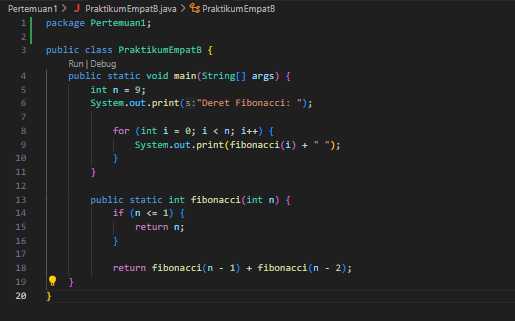 Pertemuan1 > J PraktikumEmpatB.java > PraktikumEmpatB
1 package Pertemuan1;
2
3 public class PraktikumEmpatB {
Run | Debug
4 public static void main(String[] args) {
5 int n = 9;
6 System.out.print(s:"Deret Fibonacci: ");
7
8 for (int i = 0; i < n; i++) {
9 System.out.print(fibonacci(i) + " ");
10 }
11 }
12
13 public static int fibonacci(int n) {
14 if (n <= 1) {
15 return n;
16 }
17
18 return fibonacci(n - 1) + fibonacci(n - 2);
19 }
20 }